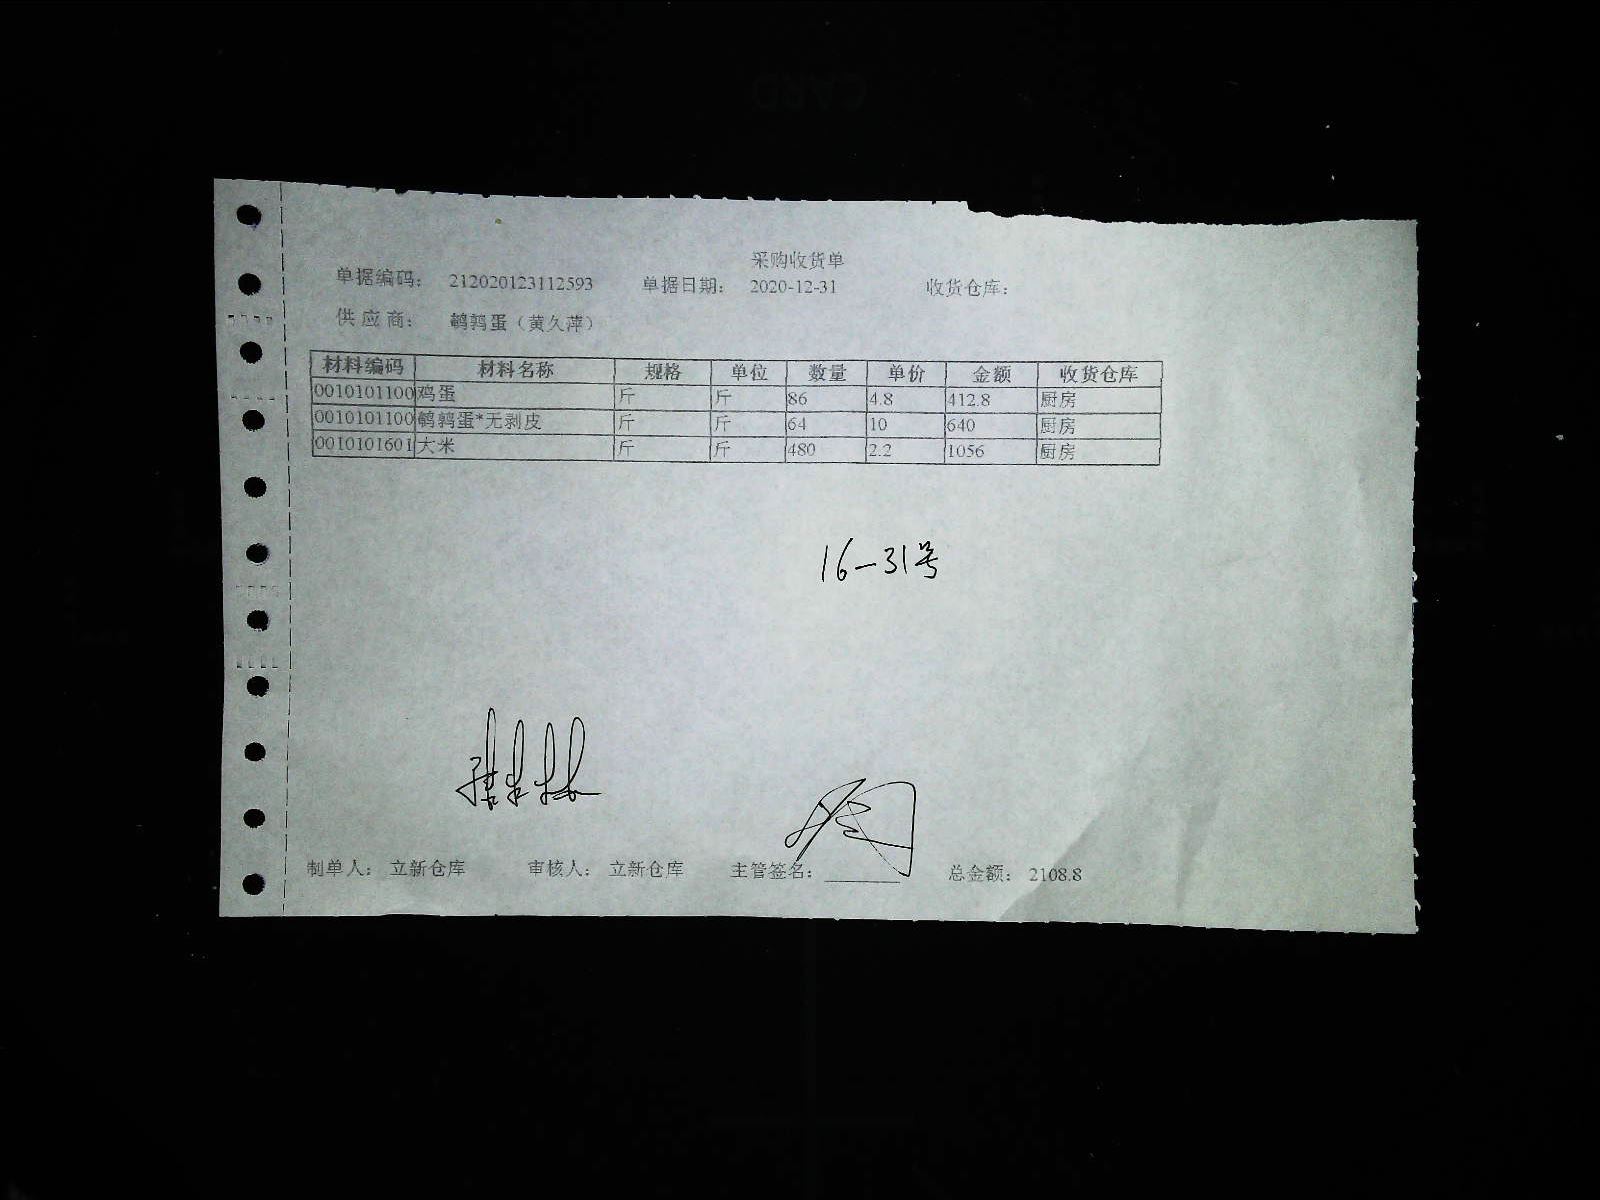 采购收货单
单据编码： 212020123112593 单据日期： 2020-12-31 收货仓库：
供应商： 鹌鹑蛋（黄久萍）
材料编码 材料名称 规格 单位 数量 单价 金额 收货仓库
0010101100 鸡蛋 斤 斤 86 4.8 412.8 厨房
0010101100 鹌鹑蛋*无剥皮 斤 斤 64 10 640 厨房
0010101601 大米 斤 斤 480 2.2 1056 厨房
16-31号
制单人： 立新仓库 审核人： 立新仓库 主管签名： 总金额： 2108.8